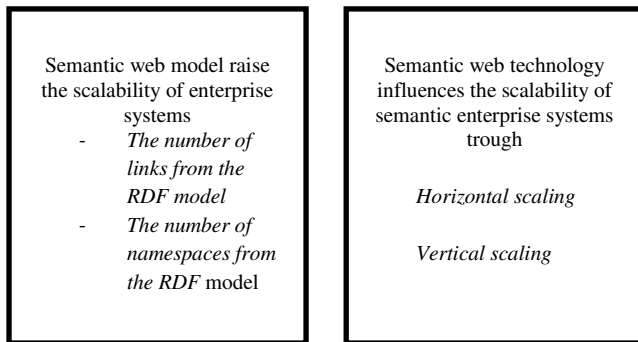 Semantic web model raise
the scalability of enterprise
systems
- The number of
links from the
RDF model
- The number of
namespaces from
the RDF model
Semantic web technology
influences the scalability of
semantic enterprise systems
trough
Horizontal scaling
Vertical scaling